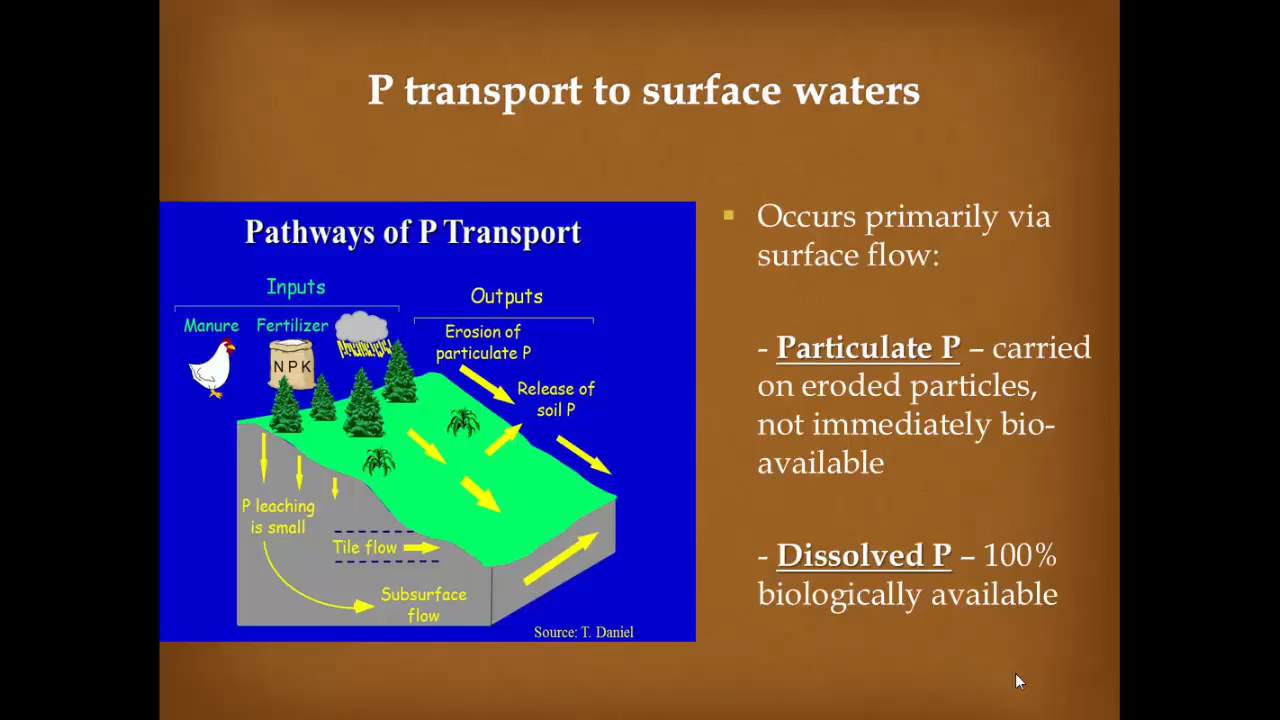 P transport to surface waters
Pathways of P Transport
Inputs
Outputs
Manure
Fertilizer
N P K
Erosion of
particulate P
Release of
soil P
P leaching
is small
Tile flow
Subsurface
flow
Source: T. Daniel
Occurs primarily via
surface flow:
- Particulate P – carried
on eroded particles,
not immediately bio-
available
- Dissolved P – 100%
biologically available